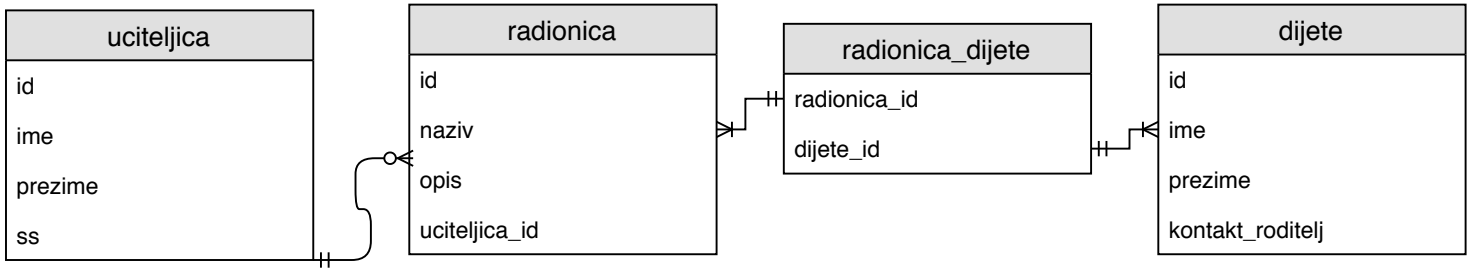 uciteljica
id
ime
prezime
ss
radionica
id
naziv
opis
uciteljica_id
radionica_dijete
radionica_id
dijete_id
dijete
id
ime
prezime
kontakt_roditelj